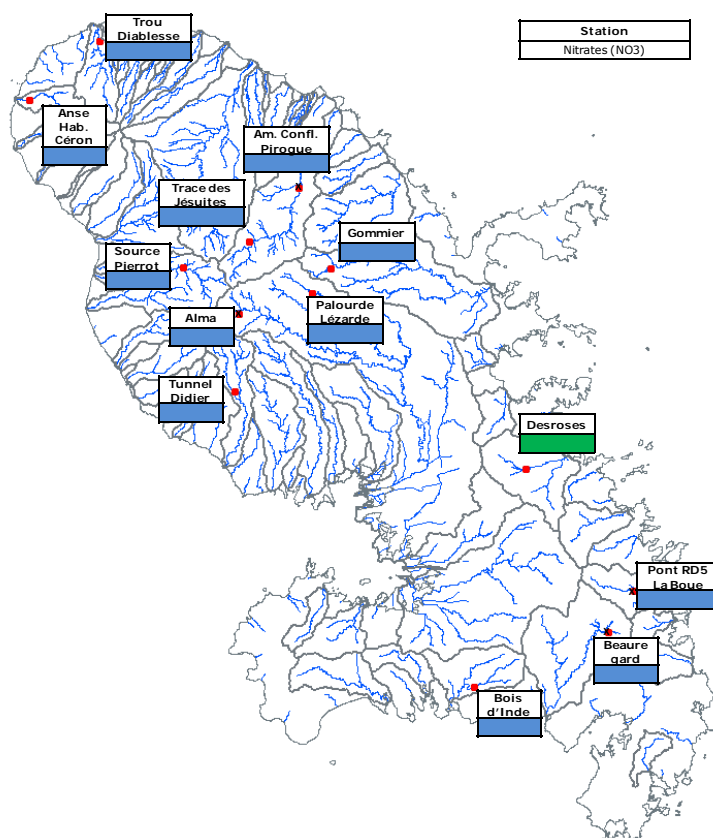 Trou
Diablesse
Station
Nitrates (NO3)
Anse
Hab.
Céron
Am. Confl.
Pirogue
Trace des
Jésuites
Gommier
Source
Pierrot
Palourde
Lézarde
Alma
Tunnel
Didier
Desroses
Pont RD5
La Boue
Beaure
gard
Bois
d'Inde